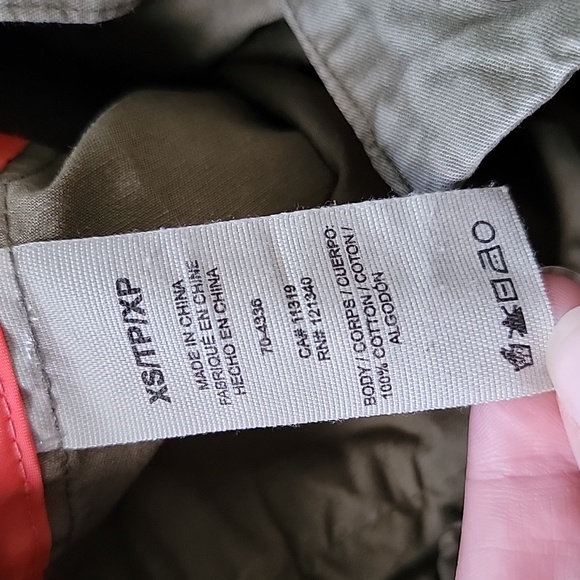 XS/TP/XP
MADE IN CHINA
FABRIQUÉ EN CHINE
HECHO EN CHINA
70-4336
CA# 11319
RN# 121340
BODY / CORPS / CUERPO:
100% COTTON / COTON /
ALGODÓN